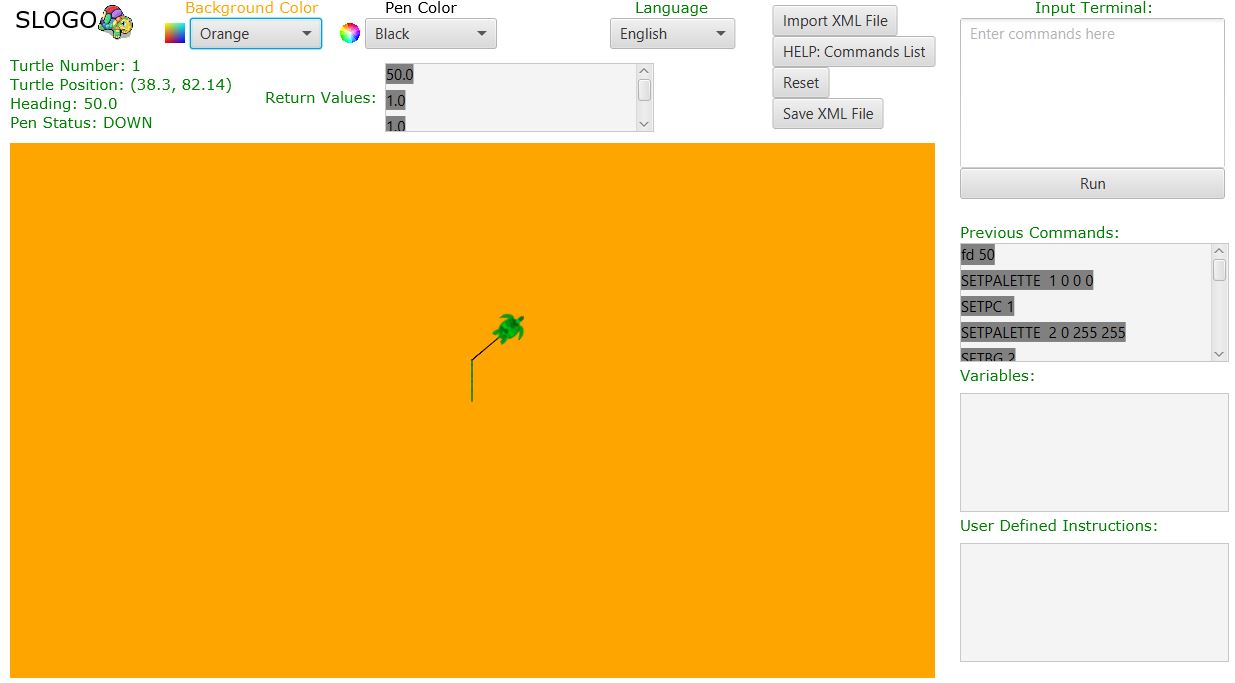 SLOGO
Background Color
Orange
Pen Color
Black
Language
English
Import XML File
HELP: Commands List
Reset
Save XML File
Turtle Number: 1
Turtle Position: (38.3, 82.14)
Heading: 50.0
Pen Status: DOWN
Return Values:
50.0
1.0
1.0
Input Terminal:
Enter commands here
Run
Previous Commands:
fd 50
SETPALETTE  1 0 0 0
SETPC 1
SETPALETTE  2 0 255 255
SETBG 2
Variables:
User Defined Instructions: